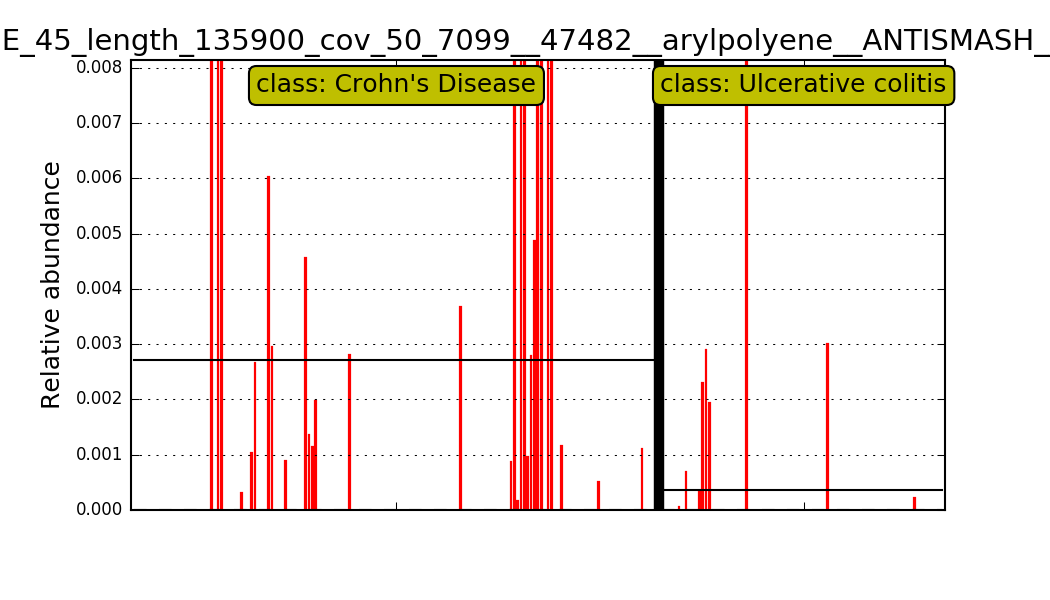 E_45_length_135900_cov_50_7099__47482__arylpolyene__ANTISMASH_
class: Crohn's Disease
class: Ulcerative colitis
Relative abundance
0.008
0.007
0.006
0.005
0.004
0.003
0.002
0.001
0.000